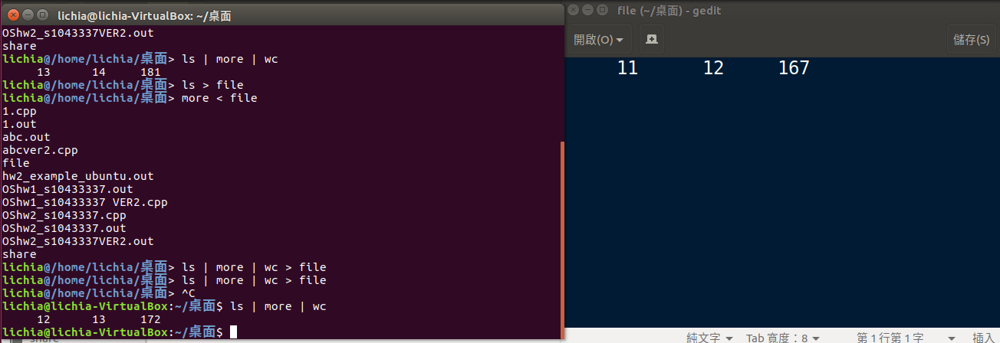 lichia@lichia-VirtualBox: ~/桌面
OShw2_s1043337VER2.out
share
lichia@/home/lichia/桌面> ls | more | wc
     13      14     181
lichia@/home/lichia/桌面> ls > file
lichia@/home/lichia/桌面> more < file
1.cpp
1.out
abc.out
abcver2.cpp
file
hw2_example_ubuntu.out
OShw1_s10433337.out
OShw1_s10433337 VER2.cpp
OShw2_s1043337.cpp
OShw2_s1043337.out
OShw2_s1043337VER2.out
share
lichia@/home/lichia/桌面> ls | more | wc > file
lichia@/home/lichia/桌面> ls | more | wc > file
lichia@/home/lichia/桌面> ^C
lichia@lichia-VirtualBox:~/桌面$ ls | more | wc
     12      13     172
lichia@lichia-VirtualBox:~/桌面$
share
file (~/桌面) - gedit
開啟(O)
儲存(S)
11      12     167
純文字
Tab 寬度：8
第 1 行第 1 字
插入